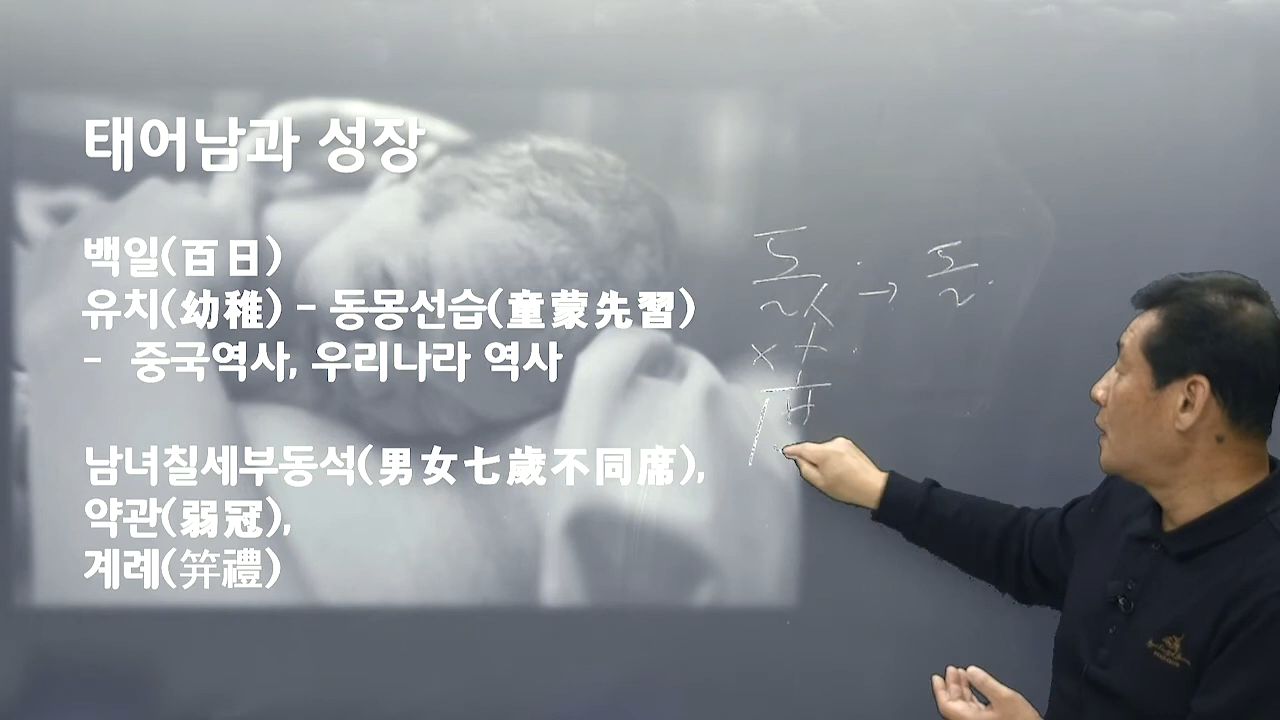 태어남과 성장
백일(百日)
유치(幼稚) - 동몽선습(童蒙先習)
- 중국역사, 우리나라 역사
남녀칠세부동석(男女七歲不同席),
약관(弱冠),
계례(笄禮)
돐 → 돌